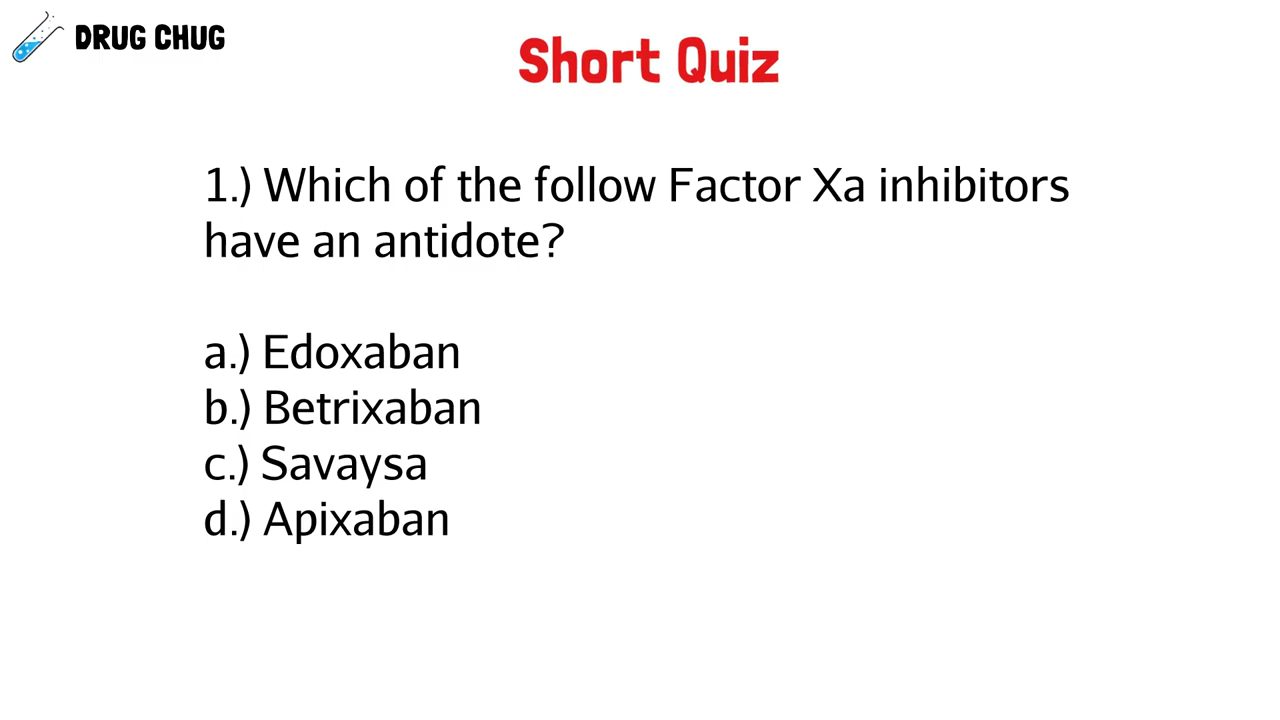 DRUG CHUG
Short Quiz
1.) Which of the follow Factor Xa inhibitors
have an antidote?
a.) Edoxaban
b.) Betrixaban
c.) Savaysa
d.) Apixaban